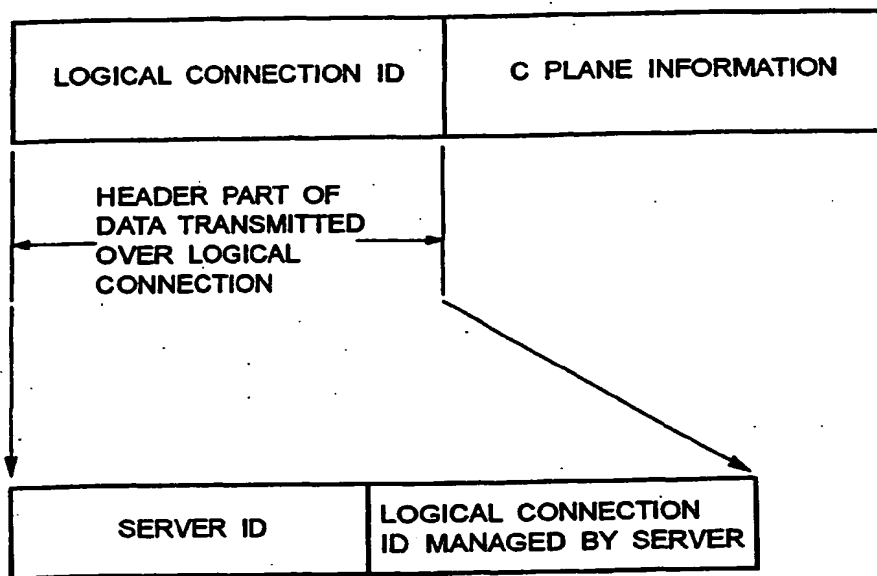 LOGICAL CONNECTION ID
C PLANE INFORMATION
HEADER PART OF
DATA TRANSMITTED
OVER LOGICAL
CONNECTION
SERVER ID
LOGICAL CONNECTION
ID MANAGED BY SERVER